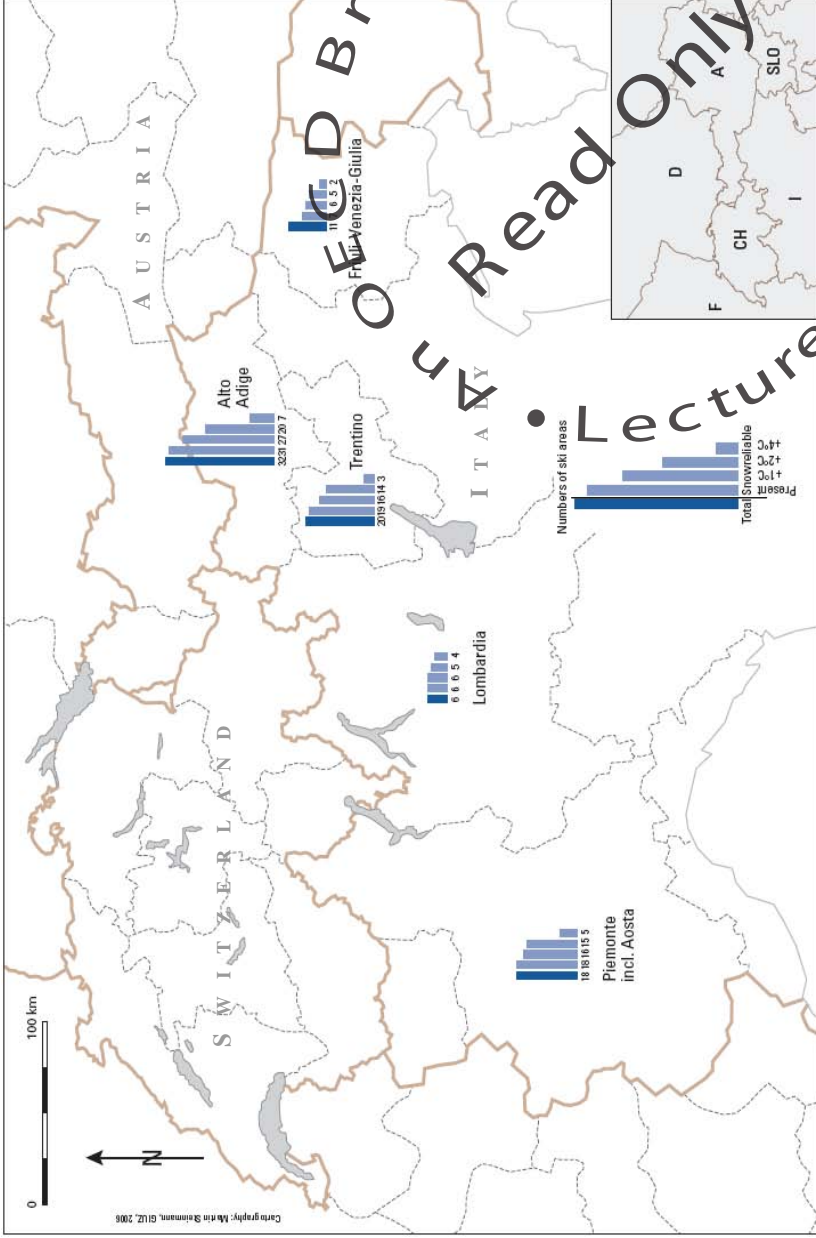 100 km
0
N
Cartography: Martin Steimann, GIUZ, 2006
SWITZERLAND
AUSTRIA
ITALY
Piemonte
incl. Aosta
18 18 16 15 5
Lombardia
6 6 6 5 4
Trentino
20 19 16 14 3
Alto
Adige
32 31 27 20 7
Friuli-Venezia-Giulia
11 6 5 2
Numbers of ski areas
Total Snowreliable
Present
+1°C
+2°C
+4°C
F
D
CH
A
SLO
I
An OECD Br
Read Only
• Lecture